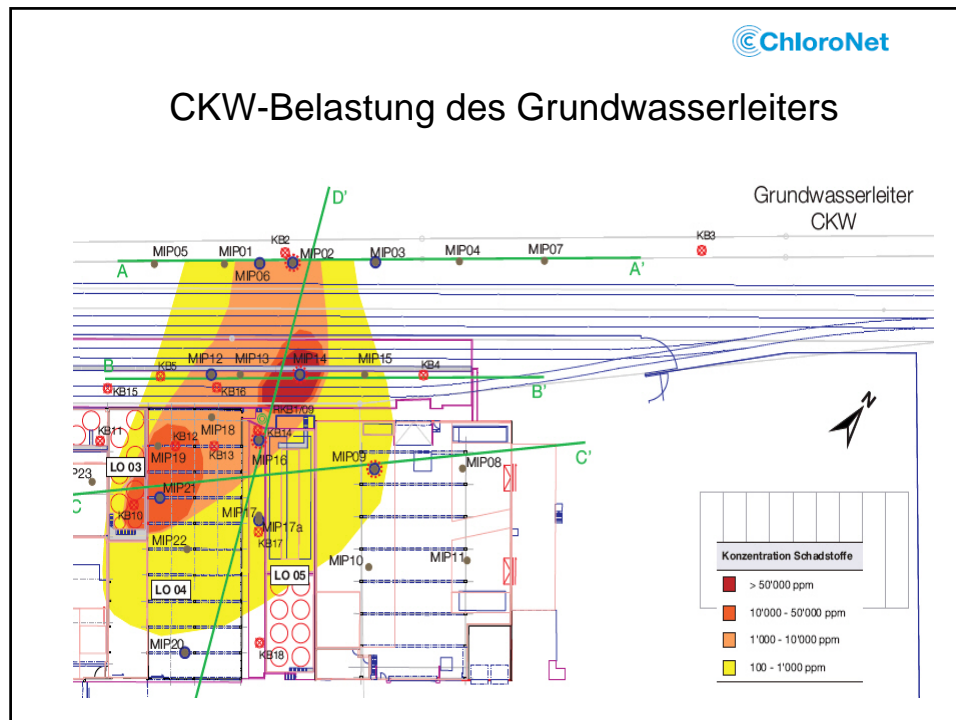 ChloroNet
CKW-Belastung des Grundwasserleiters
Grundwasserleiter
CKW
D'
KB2
KB3
MIP05
MIP01
MIP02
MIP03
MIP04
MIP07
A
MIP06
A'
MIP12
MIP13
MIP14
MIP15
B
KB5
KB4
B'
KB15
KB16
N
RKB1/09
KB11
KB12
MIP18
KB14
KB13
MIP19
MIP16
MIP09
MIP08
C'
LO 03
P23
MIP21
C
KB10
MIP17
MIP17a
KB17
MIP22
MIP10
MIP11
LO 04
LO 05
MIP20
KB18
Konzentration Schadstoffe
> 50'000 ppm
10'000 - 50'000 ppm
1'000 - 10'000 ppm
100 - 1'000 ppm